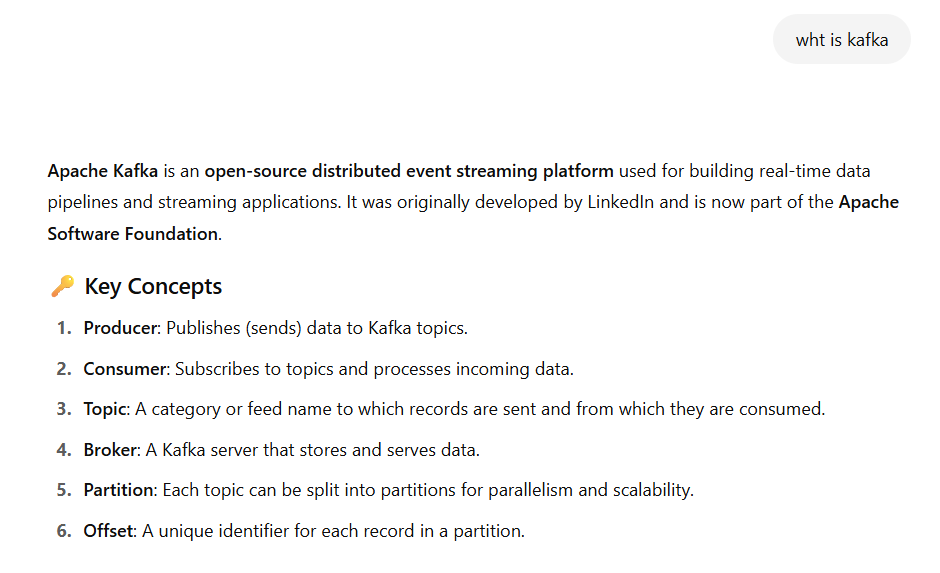 wht is kafka
Apache Kafka is an open-source distributed event streaming platform used for building real-time data
pipelines and streaming applications. It was originally developed by LinkedIn and is now part of the Apache
Software Foundation.
🔑 Key Concepts
1. Producer: Publishes (sends) data to Kafka topics.
2. Consumer: Subscribes to topics and processes incoming data.
3. Topic: A category or feed name to which records are sent and from which they are consumed.
4. Broker: A Kafka server that stores and serves data.
5. Partition: Each topic can be split into partitions for parallelism and scalability.
6. Offset: A unique identifier for each record in a partition.